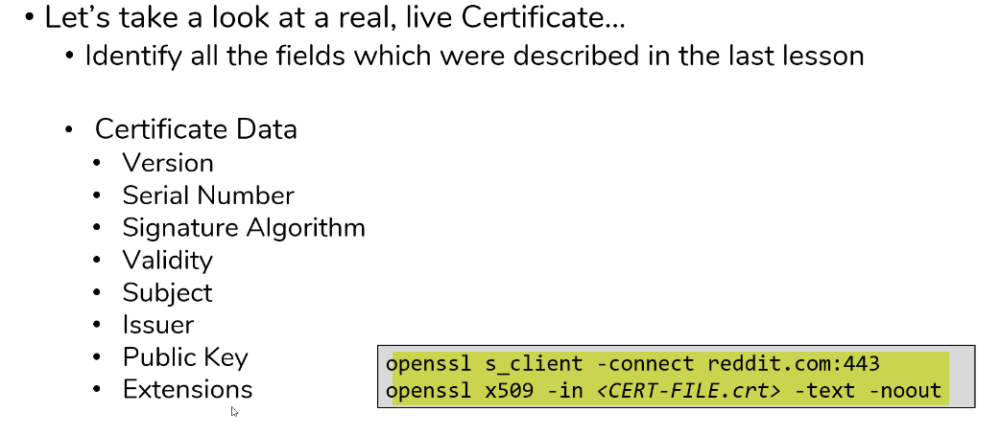 • Let's take a look at a real, live Certificate...
• Identify all the fields which were described in the last lesson
• Certificate Data
• Version
• Serial Number
• Signature Algorithm
• Validity
• Subject
• Issuer
• Public Key
• Extensions
openssl s_client -connect reddit.com:443
openssl x509 -in <CERT-FILE.crt> -text -noout